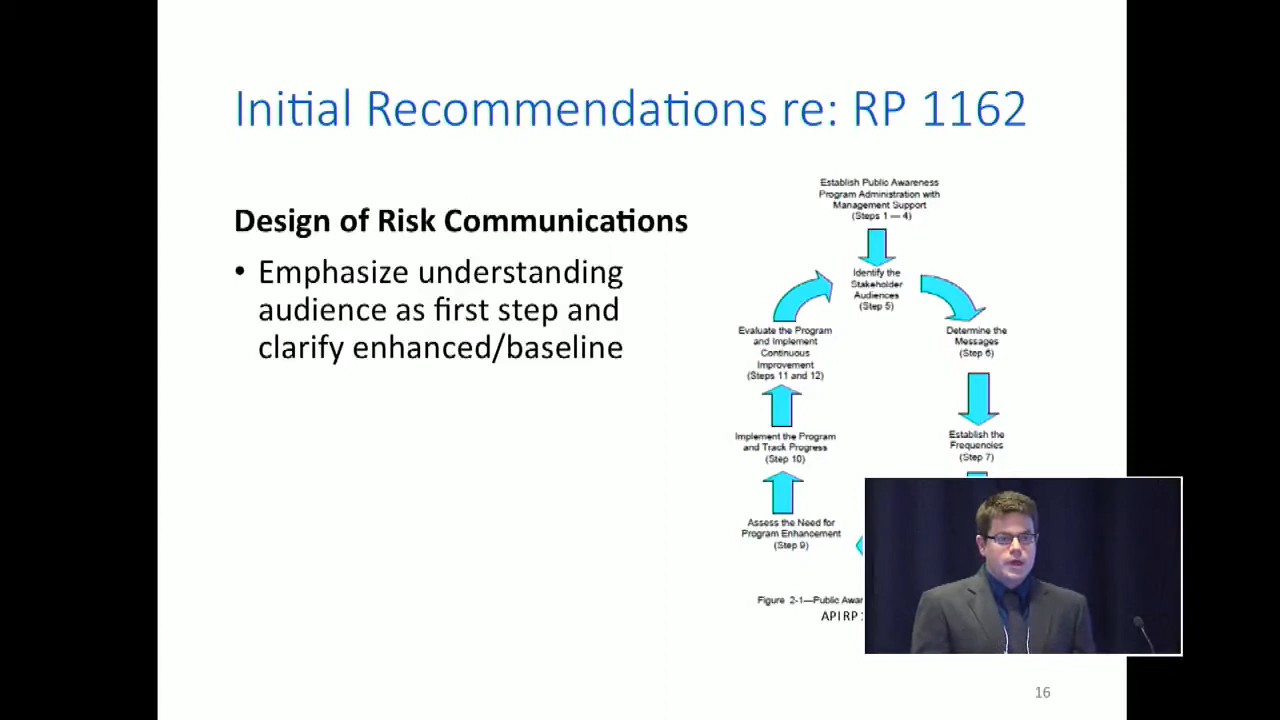 Initial Recommendations re: RP 1162
Design of Risk Communications
• Emphasize understanding
audience as first step and
clarify enhanced/baseline
Establish Public Awareness
Program Administration with
Management Support
(Steps 1 — 4)
Identify the
Stakeholder
Audiences
(Step 5)
Determine the
Messages
(Step 6)
Establish the
Frequencies
(Step 7)
Evaluate the Program
and Implement
Continuous
Improvement
(Steps 11 and 12)
Implement the Program
and Track Progress
(Step 10)
Assess the Need for
Program Enhancement
(Step 9)
Figure 2-1—Public Awar
API RP
16